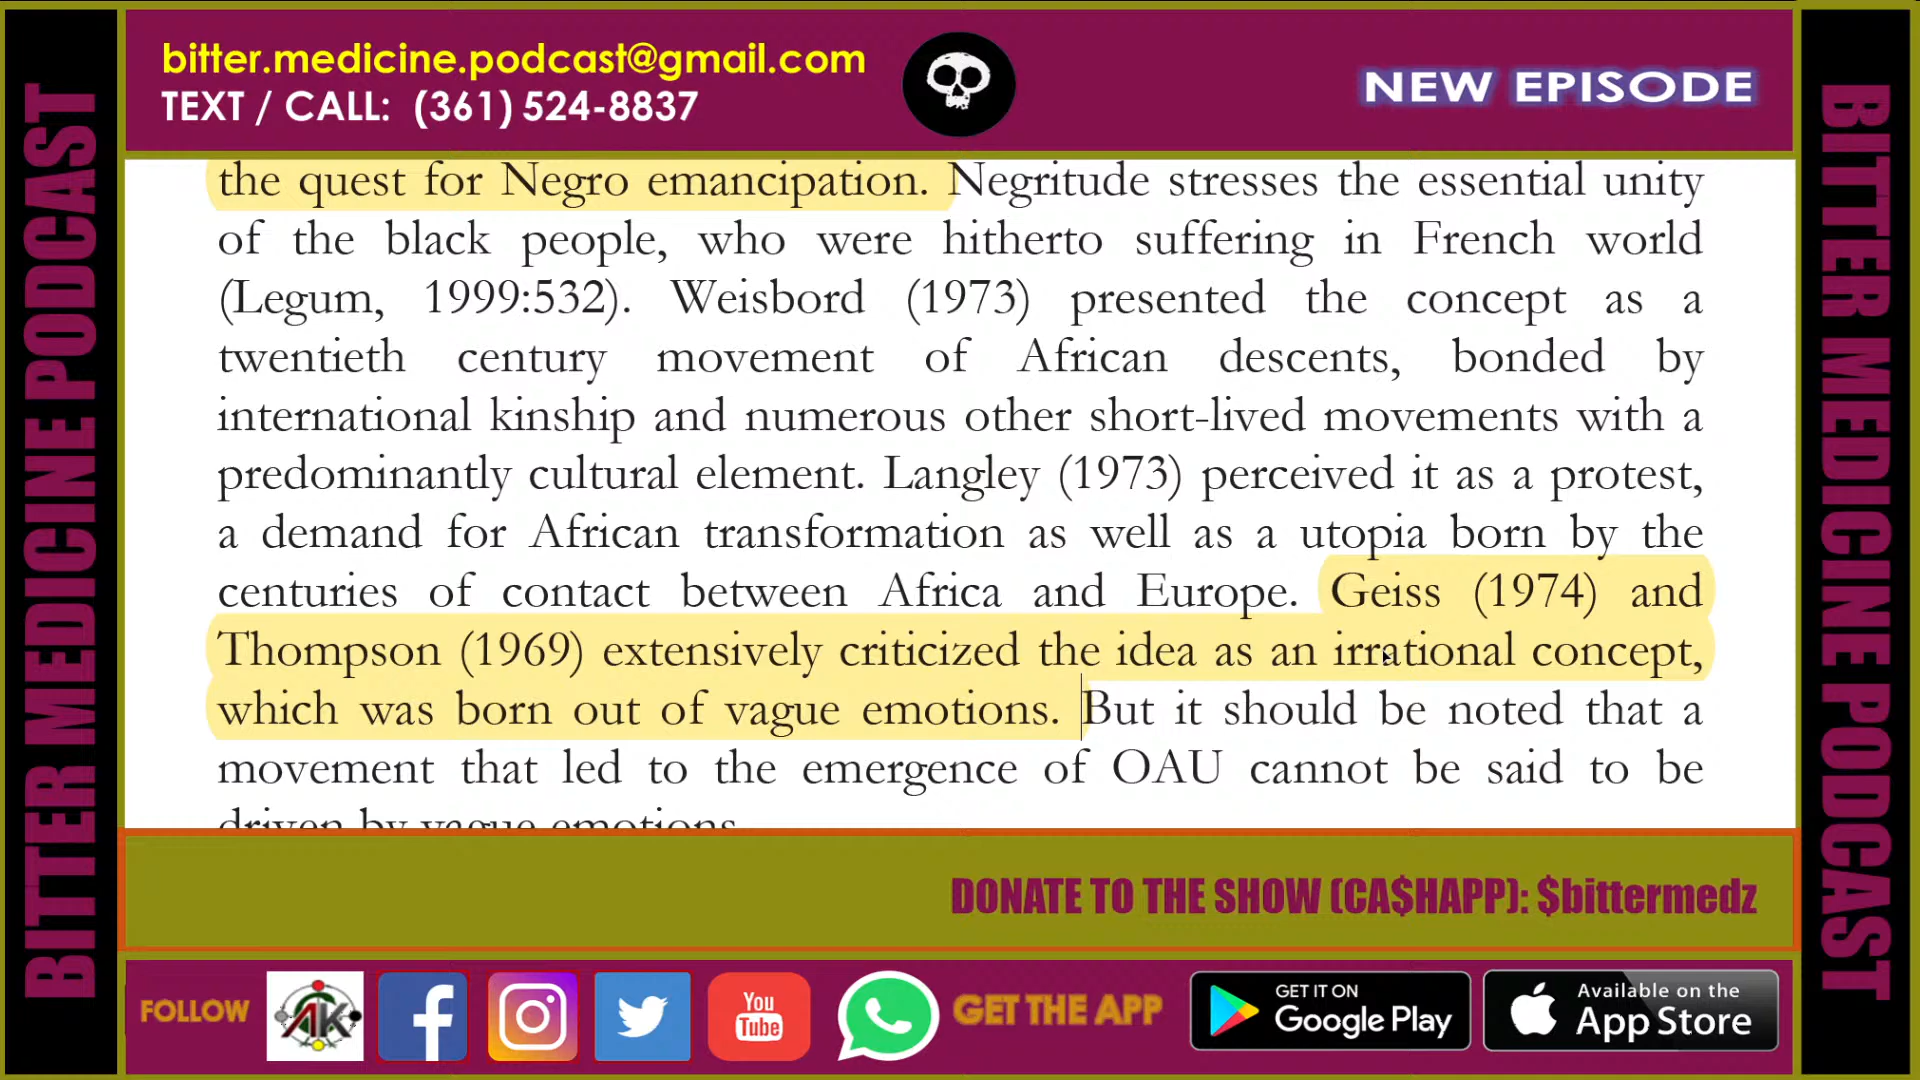 bitter.medicine.podcast@gmail.com
TEXT / CALL: (361) 524-8837
NEW EPISODE
BITTER MEDICINE PODCAST
the quest for Negro emancipation. Negritude stresses the essential unity
of the black people, who were hitherto suffering in French world
(Legum, 1999:532). Weisbord (1973) presented the concept as a
twentieth century movement of African descents, bonded by
international kinship and numerous other short-lived movements with a
predominantly cultural element. Langley (1973) perceived it as a protest,
a demand for African transformation as well as a utopia born by the
centuries of contact between Africa and Europe. Geiss (1974) and
Thompson (1969) extensively criticized the idea as an irrational concept,
which was born out of vague emotions. But it should be noted that a
movement that led to the emergence of OAU cannot be said to be
driven by vague emotions.
BITTER MEDICINE PODCAST
DONATE TO THE SHOW (CA$HAPP): $bittermedz
FOLLOW
AK
You
Tube
GET THE APP
GET IT ON
Google Play
Available on the
App Store